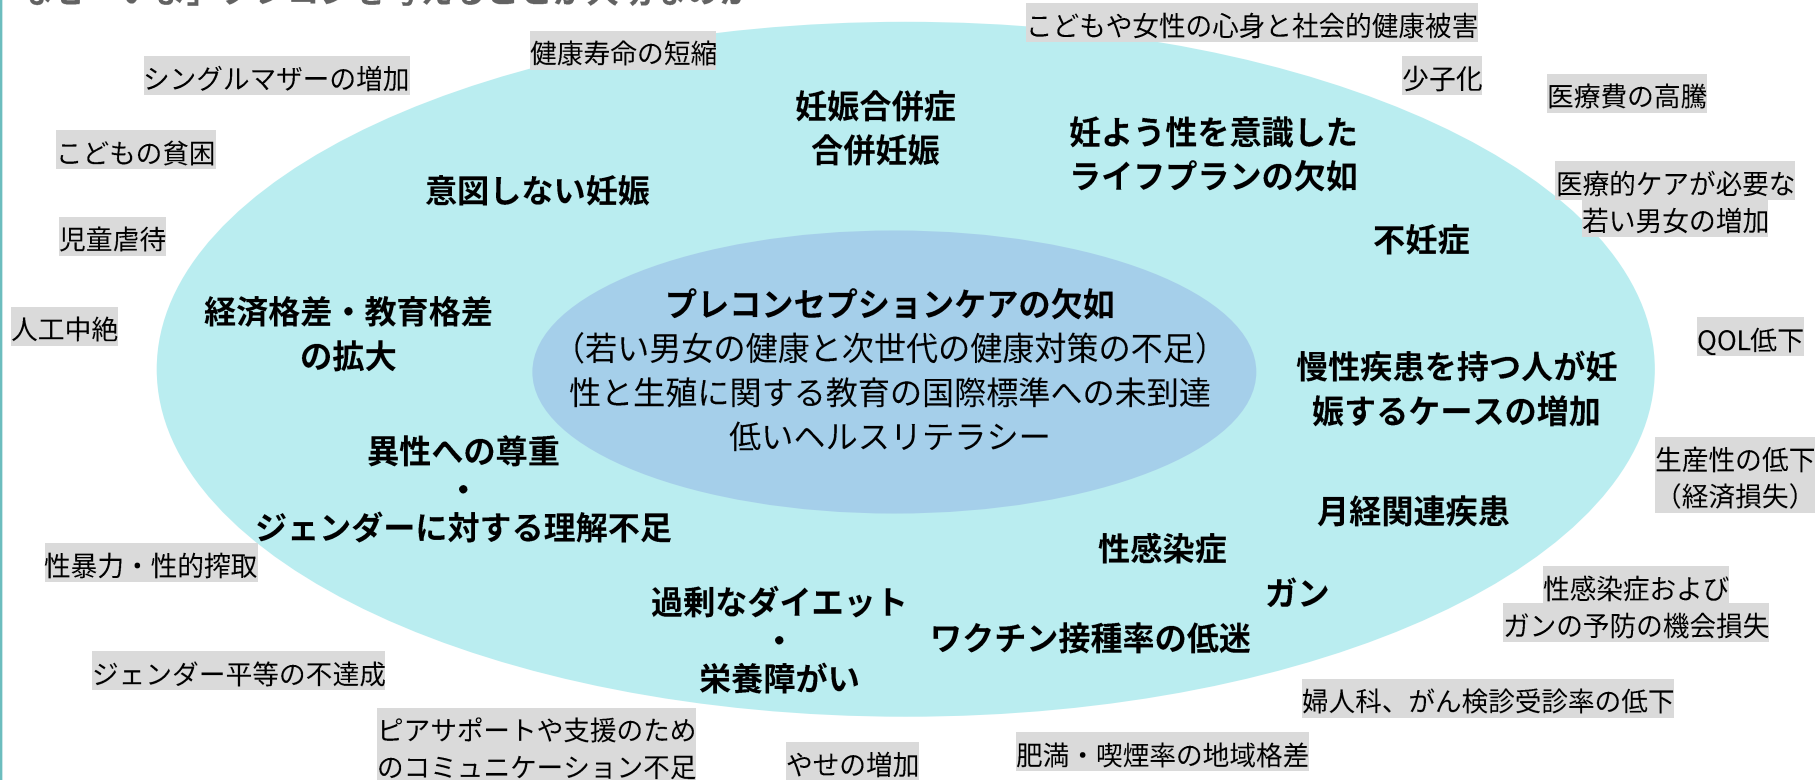 こどもや女性の心身と社会的健康被害
健康寿命の短縮
シングルマザーの増加
少子化
医療費の高騰
妊娠合併症
合併妊娠
妊よう性を意識した
ライフプランの欠如
こどもの貧困
意図しない妊娠
医療的ケアが必要な
若い男女の増加
児童虐待
不妊症
経済格差・教育格差
の拡大
プレコンセプションケアの欠如
（若い男女の健康と次世代の健康対策の不足）
性と生殖に関する教育の国際標準への未到達
低いヘルスリテラシー
人工中絶
QOL低下
慢性疾患を持つ人が妊
娠するケースの増加
異性への尊重
・
ジェンダーに対する理解不足
生産性の低下
（経済損失）
月経関連疾患
性感染症
ガン
性暴力・性的搾取
過剰なダイエット
・
栄養障がい
ワクチン接種率の低迷
性感染症および
ガンの予防の機会損失
ジェンダー平等の不達成
婦人科、がん検診受診率の低下
ピアサポートや支援のため
のコミュニケーション不足
やせの増加
肥満・喫煙率の地域格差